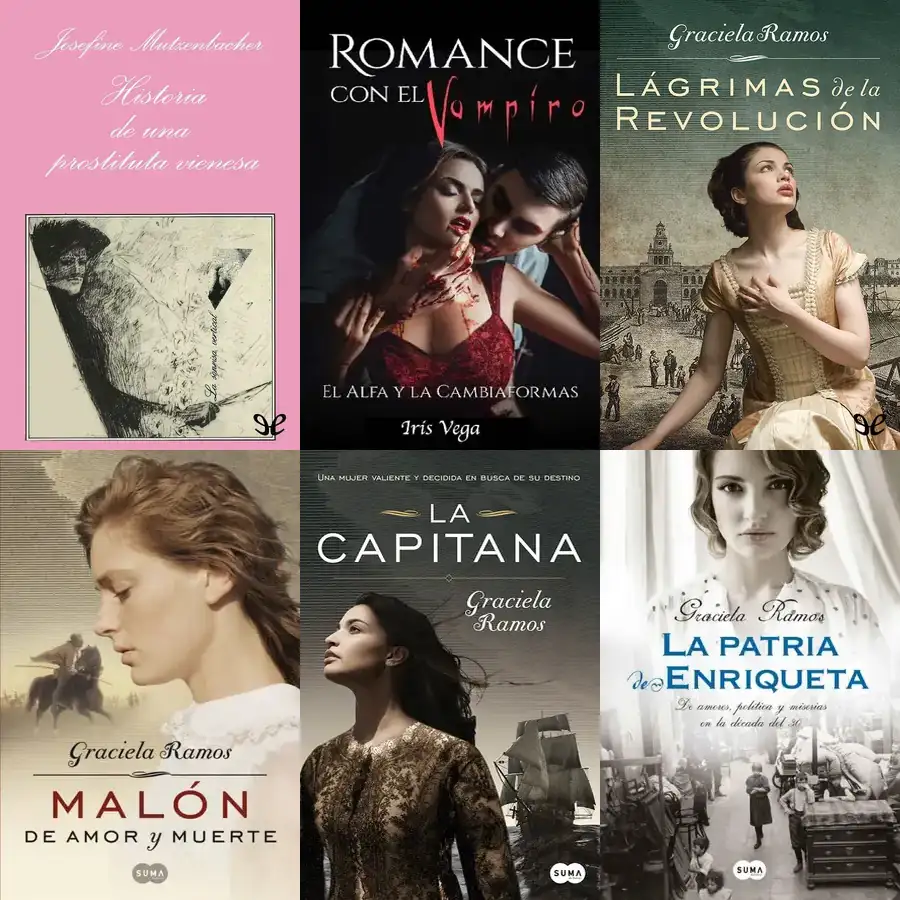 Josefine Mutzenbacher
Historia
de una
prostituta vienesa
La sonrisa vertical
ROMANCE
CON EL Vampiro
EL ALFA Y LA CAMBIAFORMAS
Iris Vega
Graciela Ramos
LÁGRIMAS de la
REVOLUCIÓN
Graciela Ramos
MALÓN
DE AMOR y MUERTE
SUMA
UNA MUJER VALIENTE Y DECIDIDA EN BUSCA DE SU DESTINO
LA
CAPITANA
Graciela
Ramos
SUMA
Graciela Ramos
LA PATRIA
de ENRIQUETA
De amores, política y miserias
en la década del 30
SUMA